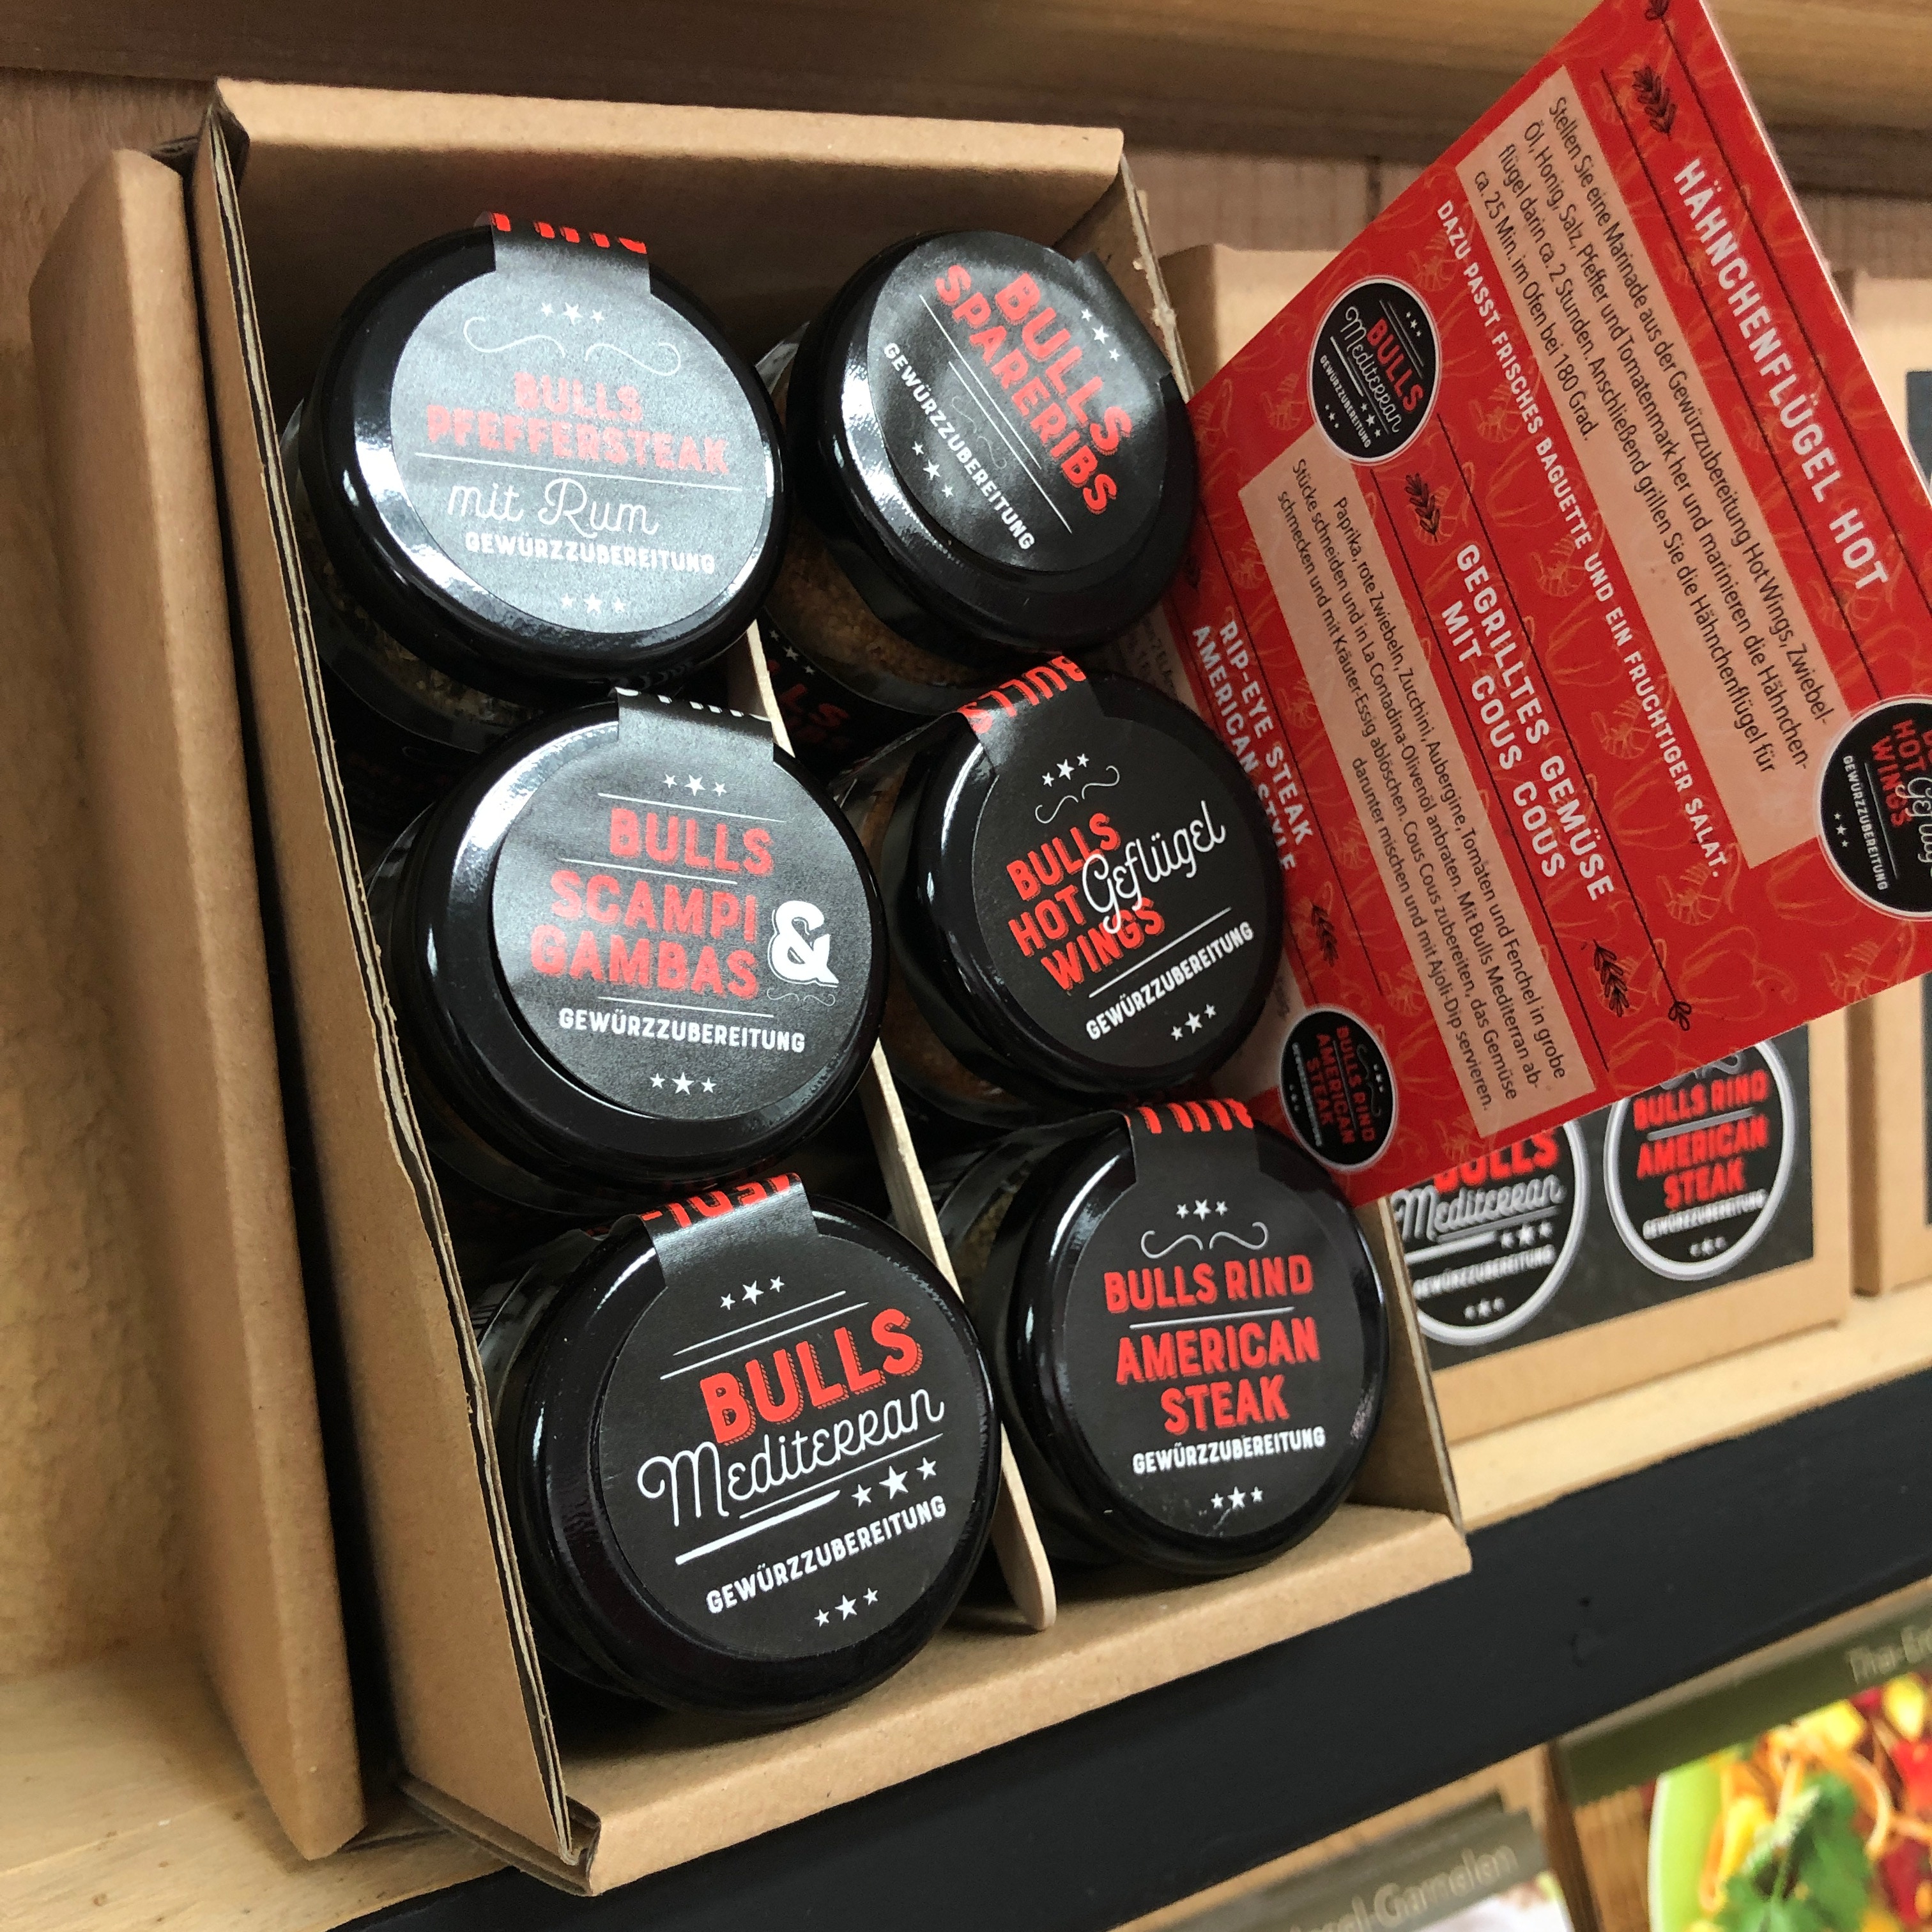 BULLS
PFEFFERSTEAK
mit Rum
GEWÜRZZUBEREITUNG
BULLS
SPARERIBS
GEWÜRZZUBEREITUNG
BULLS
SCAMPI &
GAMBAS
GEWÜRZZUBEREITUNG
BULLS
HOT Geflügel
WINGS
GEWÜRZZUBEREITUNG
BULLS
Mediterran
GEWÜRZZUBEREITUNG
BULLS RIND
AMERICAN
STEAK
GEWÜRZZUBEREITUNG
HÄHNCHENFLÜGEL HOT
Stellen Sie eine Marinade aus der Gewürzzubereitung Hot Wings, Zwiebel-
Öl, Honig, Salz, Pfeffer und Tomatenmark her und marinieren die Hähnchen-
flügel darin ca. 2 Stunden. Anschließend grillen Sie die Hähnchenflügel für
ca. 25 Min. im Ofen bei 180 Grad.
DAZU PASST FRISCHES BAGUETTE UND EIN FRUCHTIGER SALAT.
HOT
WINGS
GEWÜRZZUBEREITUNG
BULLS
Mediterran
GEWÜRZZUBEREITUNG
GEGRILLTES GEMÜSE
MIT COUS COUS
Paprika, rote Zwiebeln, Zucchini, Aubergine, Tomaten und Fenchel in grobe
Stücke schneiden und in La Contadina-Olivenöl anbraten. Mit Bulls Mediterran ab-
schmecken und mit Kräuter-Essig ablöschen. Cous Cous zubereiten, das Gemüse
darunter mischen und mit Ajoli-Dip servieren.
RIP-EYE STEAK
AMERICAN STYLE
BULLS RIND
AMERICAN
STEAK
BULLS
Mediterran
GEWÜRZZUBEREITUNG
BULLS RIND
AMERICAN
STEAK
GEWÜRZZUBEREITUNG